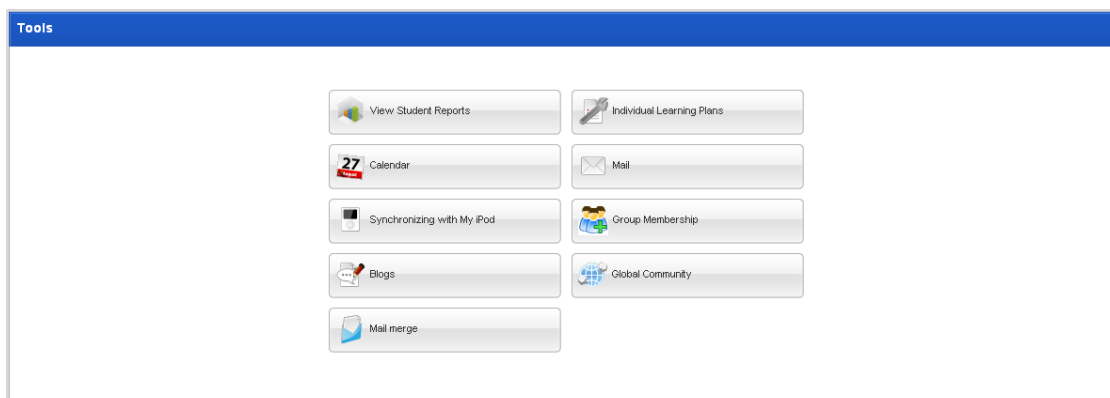 Tools
View Student Reports
Individual Learning Plans
27
August
Calendar
Mail
Synchronizing with My iPod
Group Membership
Blogs
Global Community
Mail merge